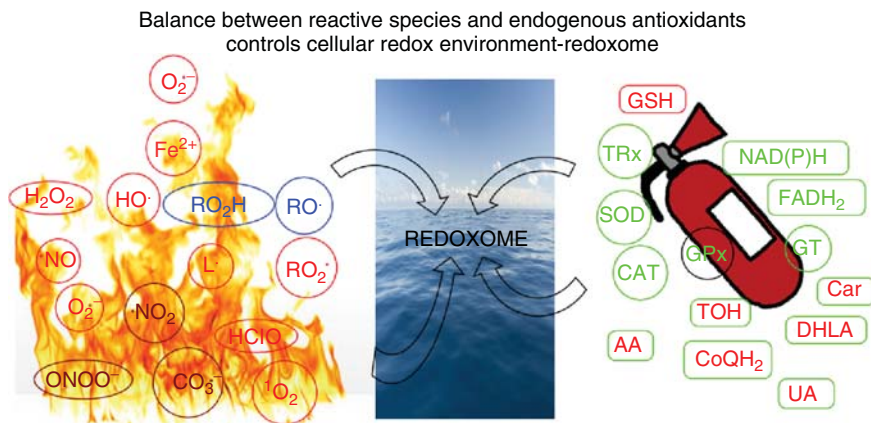 Balance between reactive species and endogenous antioxidants
controls cellular redox environment-redoxome
O₂•−
Fe²⁺
H₂O₂
HO·
RO₂H
RO·
•NO
L·
RO₂•
O₂·−
·NO₂
HClO
ONOO⁻
CO₃·−
¹O₂
REDOXOME
GSH
TRx
NAD(P)H
FADH₂
SOD
GPx
GT
CAT
Car
TOH
DHLA
AA
CoQH₂
UA